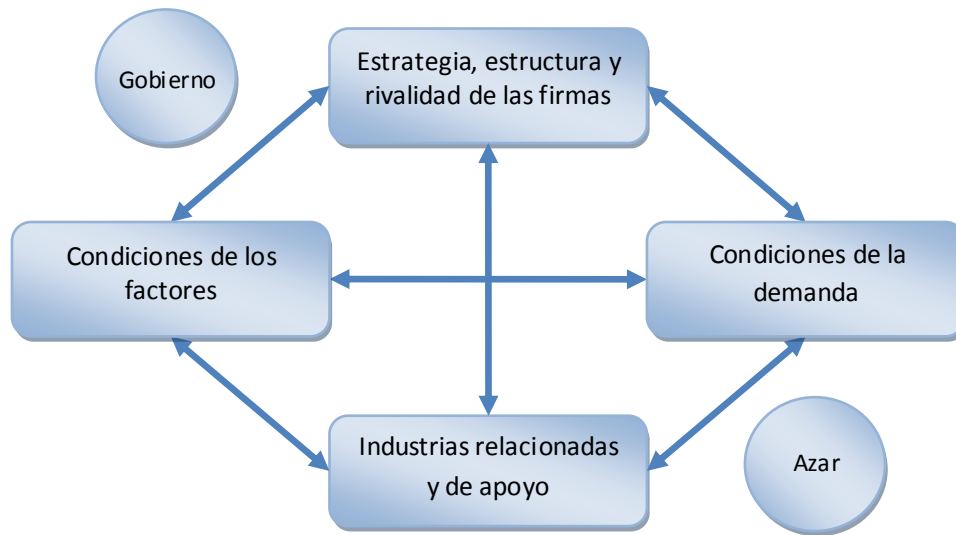 Gobierno
Estrategia, estructura y
rivalidad de las firmas
Condiciones de los
factores
Condiciones de la
demanda
Industrias relacionadas
y de apoyo
Azar